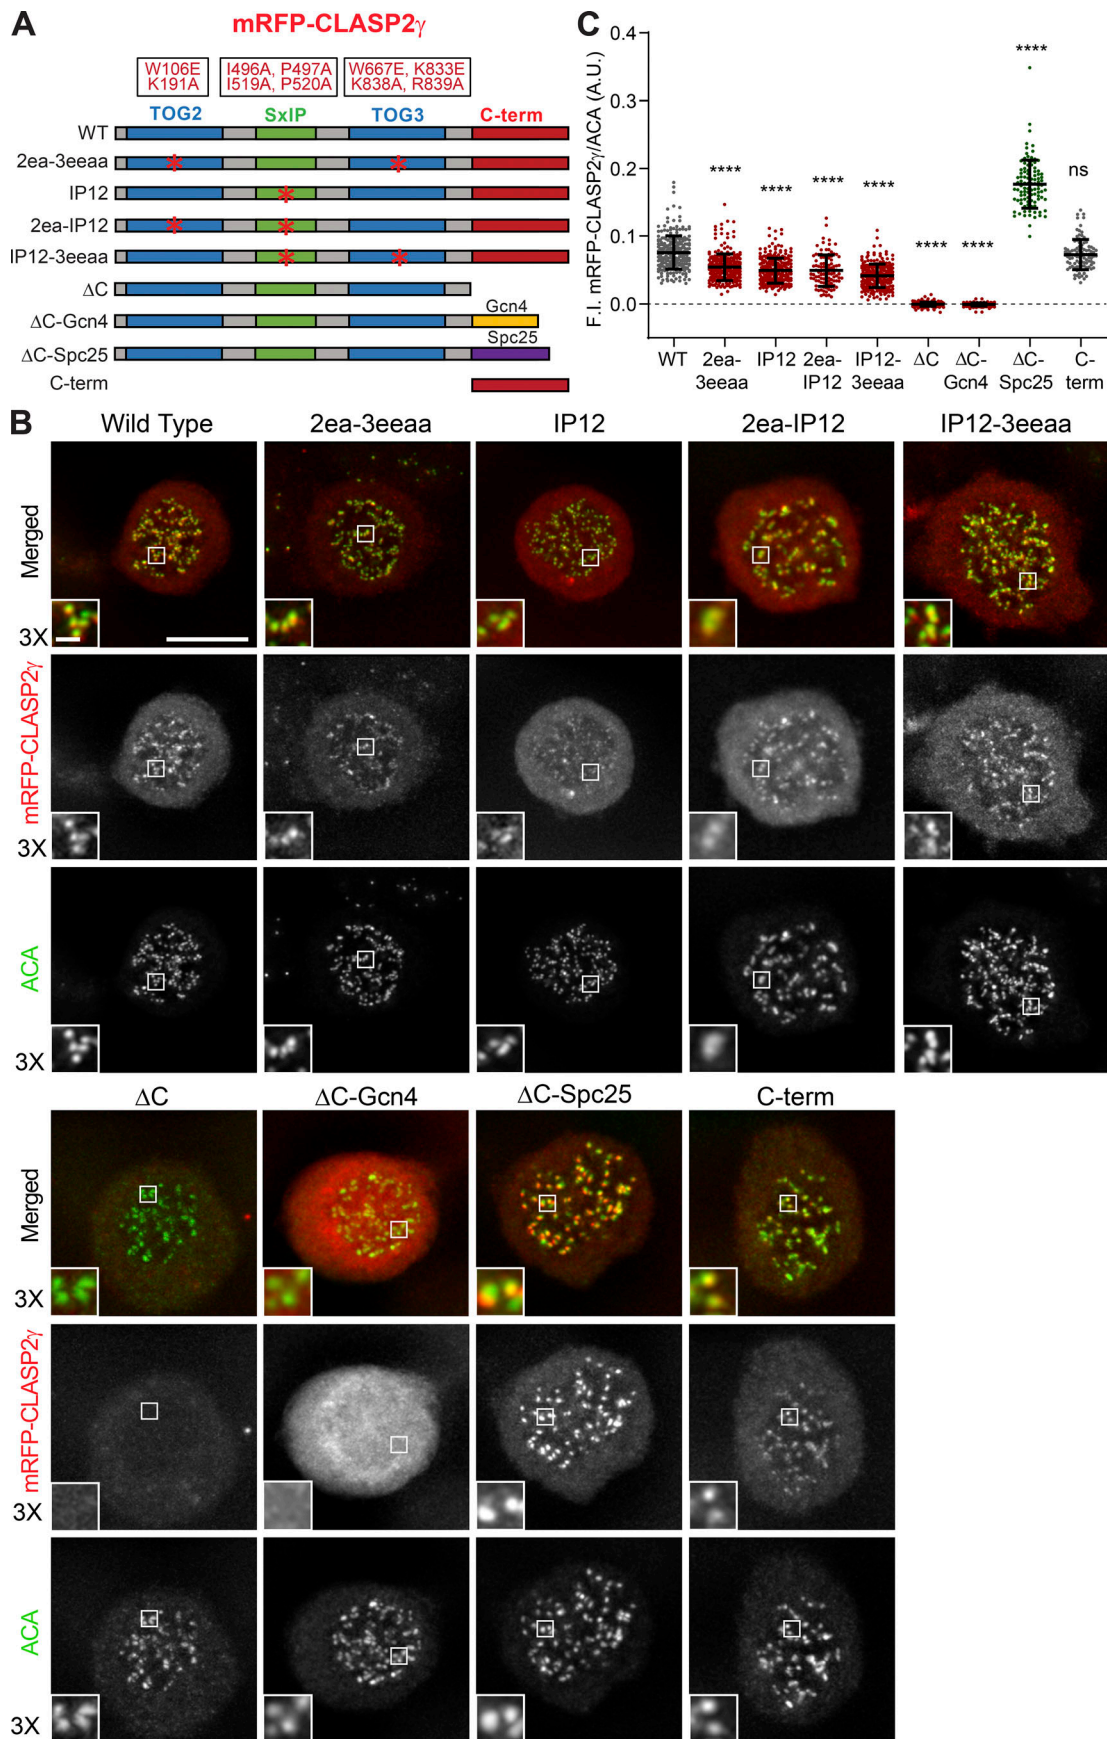 A
mRFP-CLASP2γ
W106E
K191A
I496A, P497A
I519A, P520A
W667E, K833E
K838A, R839A
TOG2
SxIP
TOG3
C-term
WT
2ea-3eeaa
IP12
2ea-IP12
IP12-3eeaa
ΔC
ΔC-Gcn4
Gcn4
ΔC-Spc25
Spc25
C-term
C
F.I. mRFP-CLASP2γ/ACA (A.U.)
0.4
0.3
0.2
0.1
0.0
****
****
****
****
****
****
****
ns
WT
2ea-
3eeaa
IP12
2ea-
IP12
IP12-
3eeaa
ΔC
ΔC-
Gcn4
ΔC-
Spc25
C-
term
B
Wild Type
2ea-3eeaa
IP12
2ea-IP12
IP12-3eeaa
Merged
3X
mRFP-CLASP2γ
3X
ACA
3X
ΔC
ΔC-Gcn4
ΔC-Spc25
C-term
Merged
3X
mRFP-CLASP2γ
3X
ACA
3X